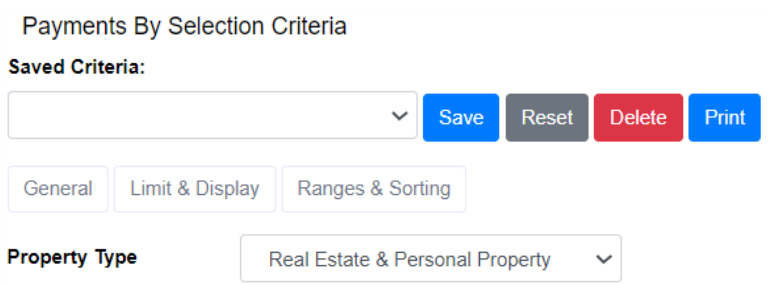 Payments By Selection Criteria
Saved Criteria:
Save Reset Delete Print
General Limit & Display Ranges & Sorting
Property Type Real Estate & Personal Property